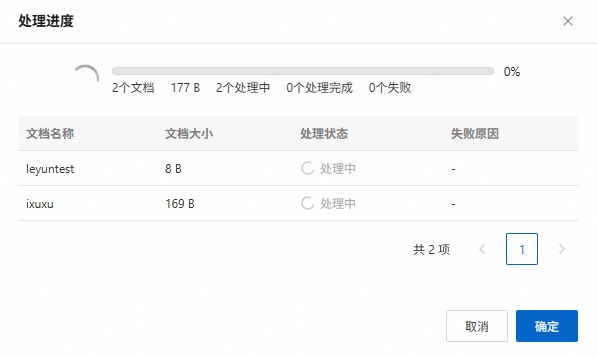 处理进度
0%
2个文档 177 B 2个处理中 0个处理完成 0个失败
文档名称 文档大小 处理状态 失败原因
leyuntest 8 B 处理中 -
ixuxu 169 B 处理中 -
共 2 项 1
取消 确定